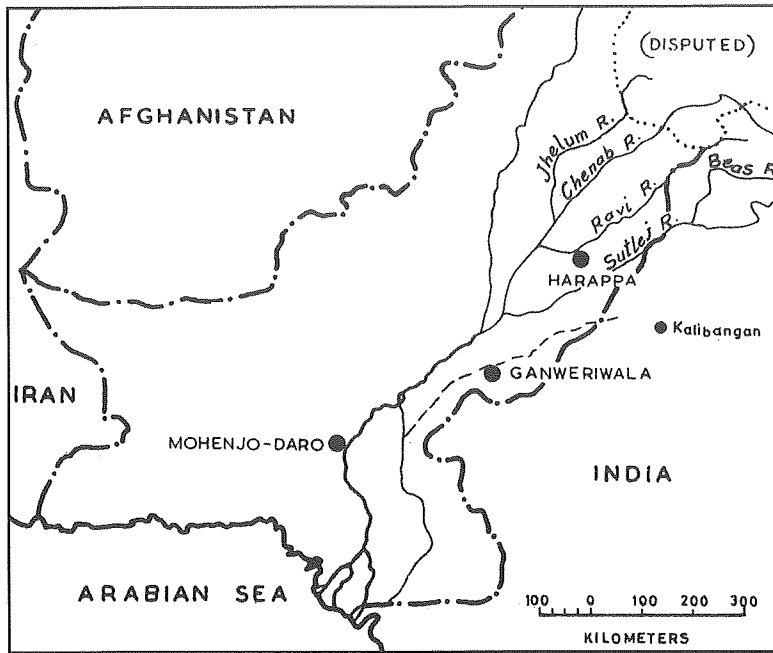 (DISPUTED)
AFGHANISTAN
Jhelum R.
Chenab R.
Beas R
Ravi R.
Sutlej R.
HARAPPA
Kalibangan
GANWERIWALA
IRAN
MOHENJO-DARO
INDIA
ARABIAN SEA
100 0 100 200 300
KILOMETERS